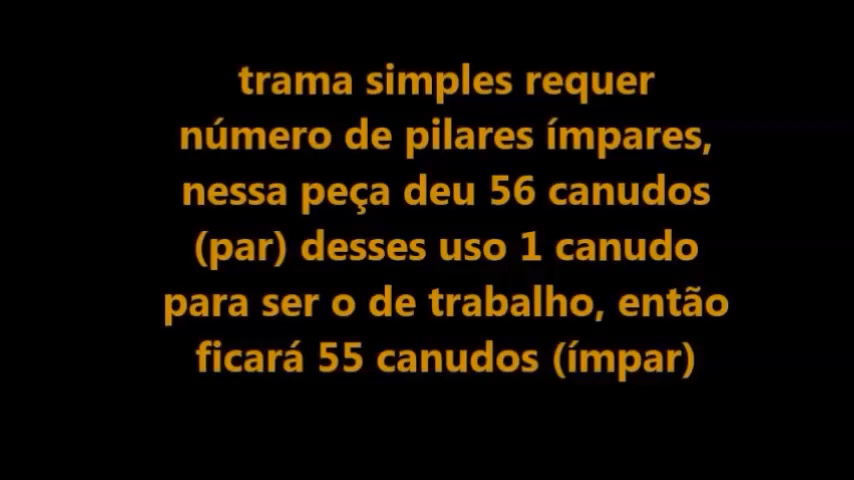 trama simples requer
número de pilares ímpares,
nessa peça deu 56 canudos
(par) desses uso 1 canudo
para ser o de trabalho, então
ficará 55 canudos (ímpar)